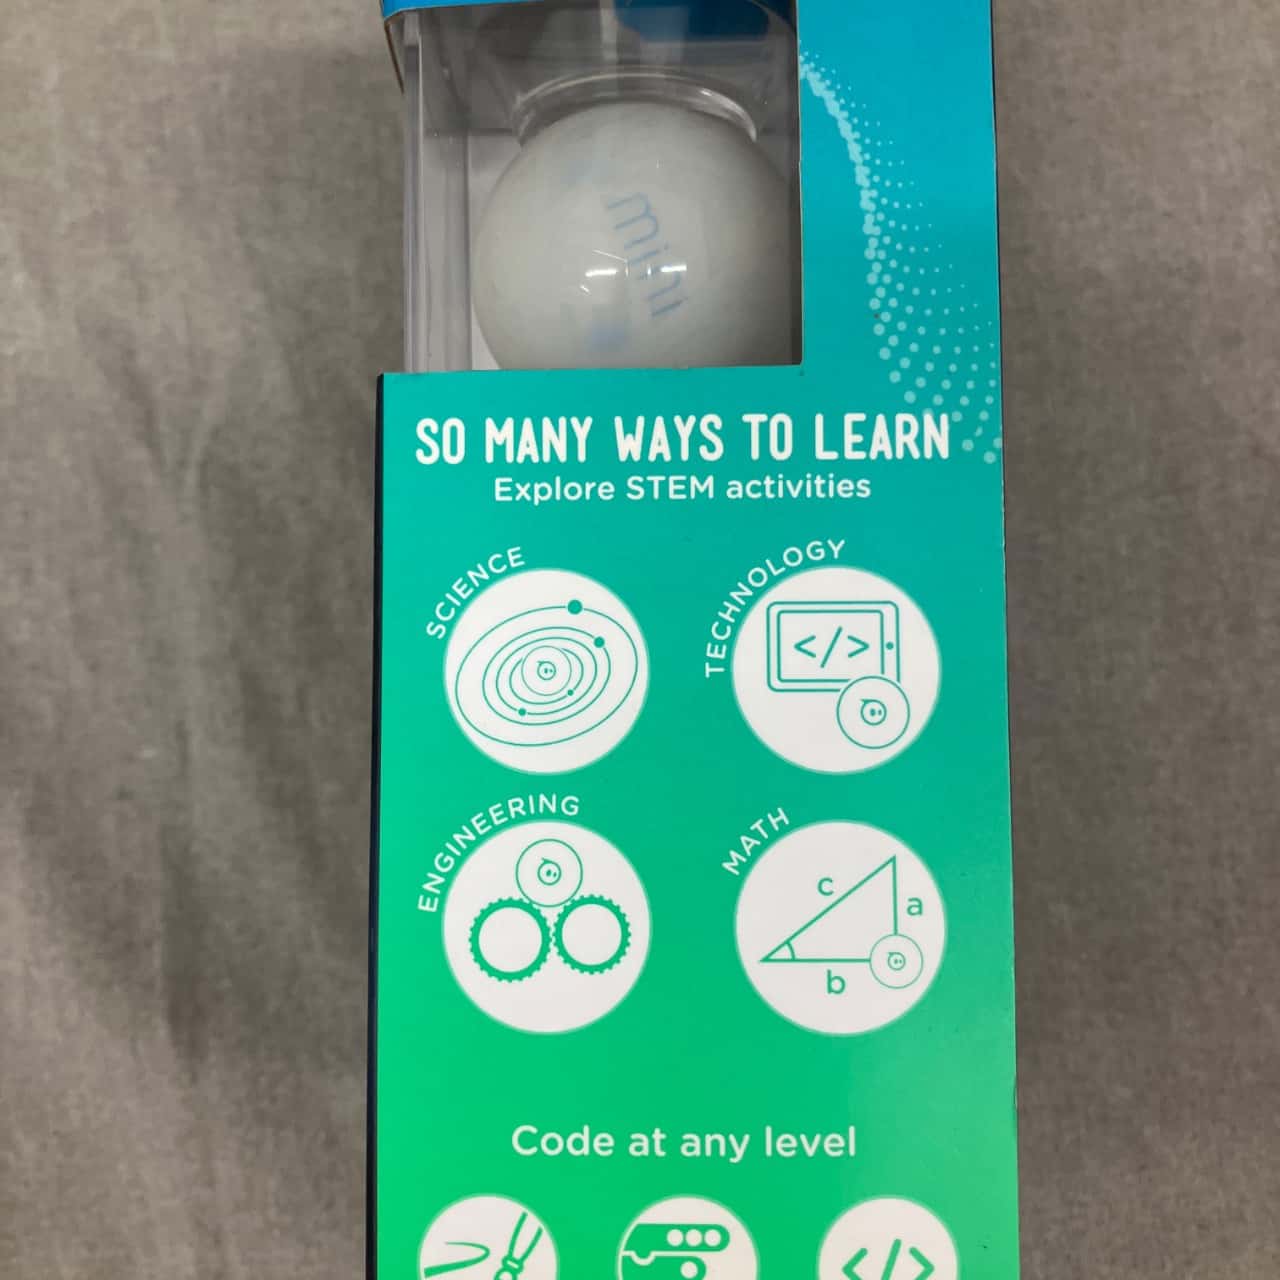 mini
SO MANY WAYS TO LEARN
Explore STEM activities
SCIENCE
TECHNOLOGY
</>
ENGINEERING
MATH
c
a
b
Code at any level
</>